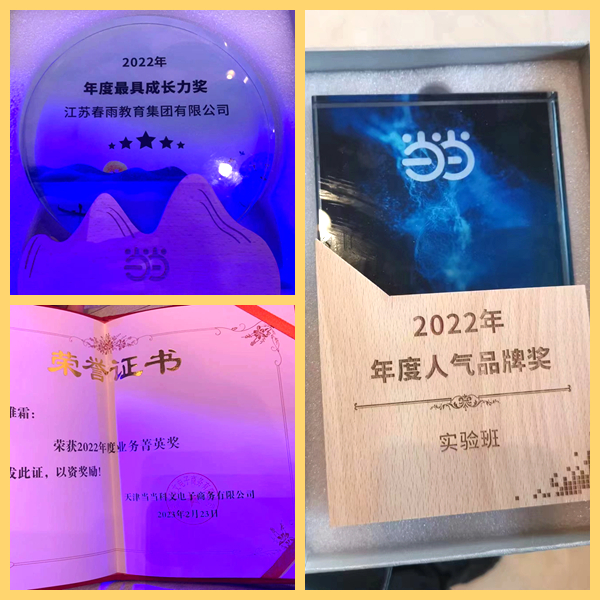 2022年
年度最具成长力奖
江苏春雨教育集团有限公司
当当
荣誉证书
雅霜:
荣获2022年度业务菁英奖
发此证,以资奖励!
天津当当科文电子商务有限公司
2023年2月23日
当当
2022年
年度人气品牌奖
实验班